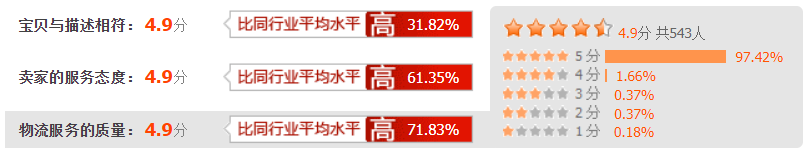 宝贝与描述相符：4.9分 比同行业平均水平 高 31.82%
卖家的服务态度：4.9分 比同行业平均水平 高 61.35%
物流服务的质量：4.9分 比同行业平均水平 高 71.83%
4.9分 共543人
5分 97.42%
4分 1.66%
3分 0.37%
2分 0.37%
1分 0.18%